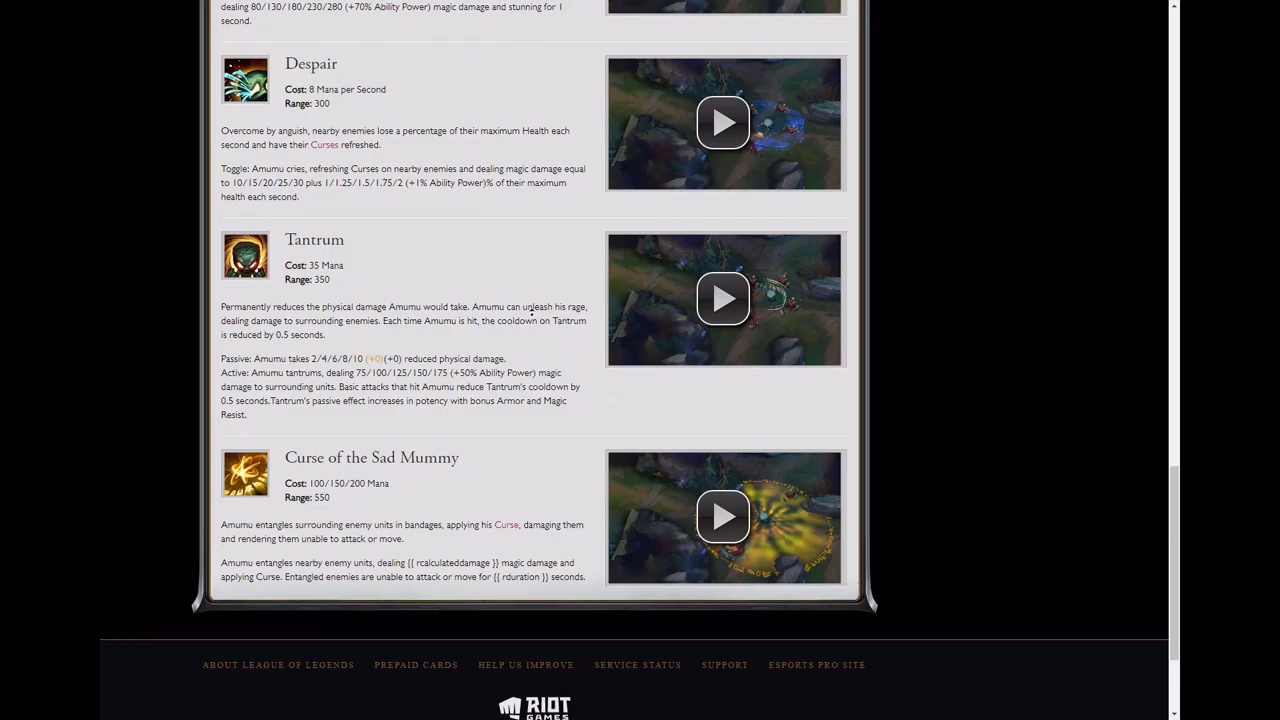 dealing 80/130/180/230/280 (+70% Ability Power) magic damage and stunning for 1
second.
Despair
Cost: 8 Mana per Second
Range: 300
Overcome by anguish, nearby enemies lose a percentage of their maximum Health each
second and have their Curses refreshed.
Toggle: Amumu cries, refreshing Curses on nearby enemies and dealing magic damage equal
to 10/15/20/25/30 plus 1/1.25/1.5/1.75/2 (+1% Ability Power)% of their maximum
health each second.
Tantrum
Cost: 35 Mana
Range: 350
Permanently reduces the physical damage Amumu would take. Amumu can unleash his rage,
dealing damage to surrounding enemies. Each time Amumu is hit, the cooldown on Tantrum
is reduced by 0.5 seconds.
Passive: Amumu takes 2/4/6/8/10 (+0)(+0) reduced physical damage.
Active: Amumu tantrums, dealing 75/100/125/150/175 (+50% Ability Power) magic
damage to surrounding units. Basic attacks that hit Amumu reduce Tantrum's cooldown by
0.5 seconds.Tantrum's passive effect increases in potency with bonus Armor and Magic
Resist.
Curse of the Sad Mummy
Cost: 100/150/200 Mana
Range: 550
Amumu entangles surrounding enemy units in bandages, applying his Curse, damaging them
and rendering them unable to attack or move.
Amumu entangles nearby enemy units, dealing {{ rcalculateddamage }} magic damage and
applying Curse. Entangled enemies are unable to attack or move for {{ rduration }} seconds.
ABOUT LEAGUE OF LEGENDS PREPAID CARDS HELP US IMPROVE SERVICE STATUS SUPPORT ESPORTS PRO SITE
RIOT
GAMES